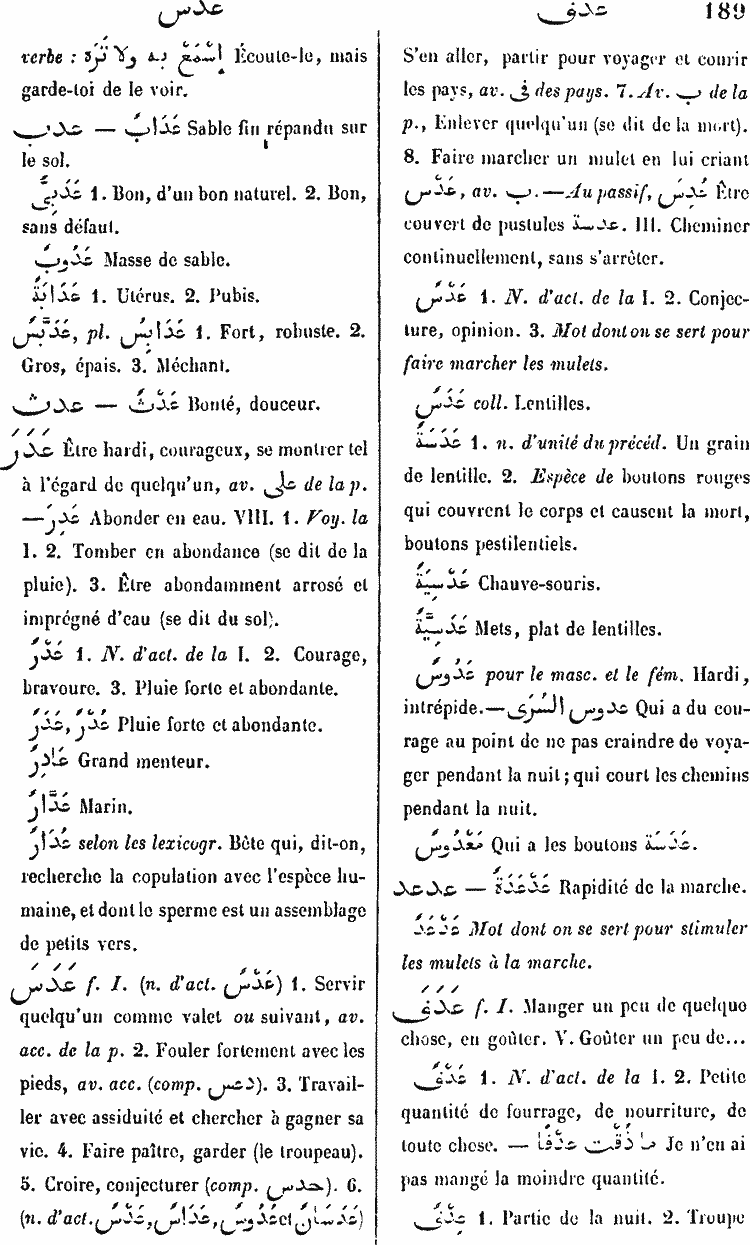 عدس
عدف 189
verbe : إِسْمَعْ بِهِ وَلَا تَرَهْ Écoute-le, mais
garde-toi de le voir.
عدب — عَدَابٌ Sable fin répandu sur
le sol.
عَدَبِىٌّ 1. Bon, d'un bon naturel. 2. Bon,
sans défaut.
عَدُوبٌ Masse de sable.
عَدَابَةٌ 1. Utérus. 2. Pubis.
عَدَبَّسٌ, pl. عَدَابِسُ 1. Fort, robuste. 2.
Gros, épais. 3. Méchant.
عدث — عَدْثٌ Bonté, douceur.
عَدَرَ Être hardi, courageux, se montrer tel
à l'égard de quelqu'un, av. على de la p.
— عَدِرَ Abonder en eau. VIII. 1. Voy. la
I. 2. Tomber en abondance (se dit de la
pluie). 3. Être abondamment arrosé et
imprégné d'eau (se dit du sol).
عَدْرٌ 1. N. d'act. de la I. 2. Courage,
bravoure. 3. Pluie forte et abondante.
عَدْرٌ, عَدَرٌ Pluie forte et abondante.
عَادِرٌ Grand menteur.
عَدَّارٌ Marin.
عُدَارٌ selon les lexicogr. Bête qui, dit-on,
recherche la copulation avec l'espèce hu-
maine, et dont le sperme est un assemblage
de petits vers.
عَدَسَ f. I. (n. d'act. عَدْسٌ) 1. Servir
quelqu'un comme valet ou suivant, av.
acc. de la p. 2. Fouler fortement avec les
pieds, av. acc. (comp. دعس). 3. Travail-
ler avec assiduité et chercher à gagner sa
vie. 4. Faire paître, garder (le troupeau).
5. Croire, conjecturer (comp. حدس). 6.
(n. d'act. عَدْسٌ, عِدَاسٌ, عُدُوسٌ et عَدَسَانٌ)
S'en aller, partir pour voyager et courir
les pays, av. فى des pays. 7. Av. ب de la
p., Enlever quelqu'un (se dit de la mort).
8. Faire marcher un mulet en lui criant
عَدَسْ, av. ب. — Au passif, عُدِسَ Être
couvert de pustules عدسة. III. Cheminer
continuellement, sans s'arrêter.
عَدْسٌ 1. N. d'act. de la I. 2. Conjec-
ture, opinion. 3. Mot dont on se sert pour
faire marcher les mulets.
عَدَسٌ coll. Lentilles.
عَدَسَةٌ 1. n. d'unité du précéd. Un grain
de lentille. 2. Espèce de boutons rouges
qui couvrent le corps et causent la mort,
boutons pestilentiels.
عَدْسِيَةٌ Chauve-souris.
عَدَسِيَّةٌ Mets, plat de lentilles.
عَدُوسٌ pour le masc. et le fém. Hardi,
intrépide. — عدوس السُّرَى Qui a du cou-
rage au point de ne pas craindre de voya-
ger pendant la nuit; qui court les chemins
pendant la nuit.
مَعْدُوسٌ Qui a les boutons عَدَسَة.
عدعد — عَدْعَدَةٌ Rapidité de la marche.
عَدْعَدْ Mot dont on se sert pour stimuler
les mulets à la marche.
عَدَفَ f. I. Manger un peu de quelque
chose, en goûter. V. Goûter un peu de...
عَدْفٌ 1. N. d'act. de la I. 2. Petite
quantité de fourrage, de nourriture, de
toute chose. — مَا ذُقْت عَدْفًا Je n'en ai
pas mangé la moindre quantité.
عِدْفٌ 1. Partie de la nuit. 2. Troupe